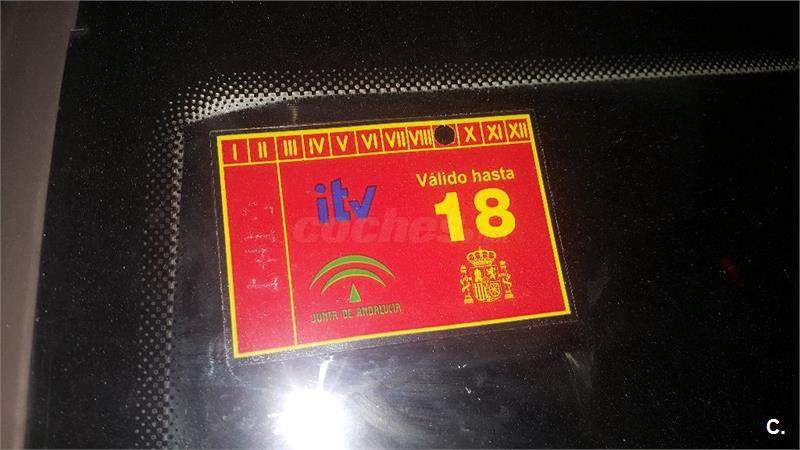 I II III IV V VI VII VIII X XI XII
itv
Válido hasta
18
coches.
JUNTA DE ANDALUCIA
C.